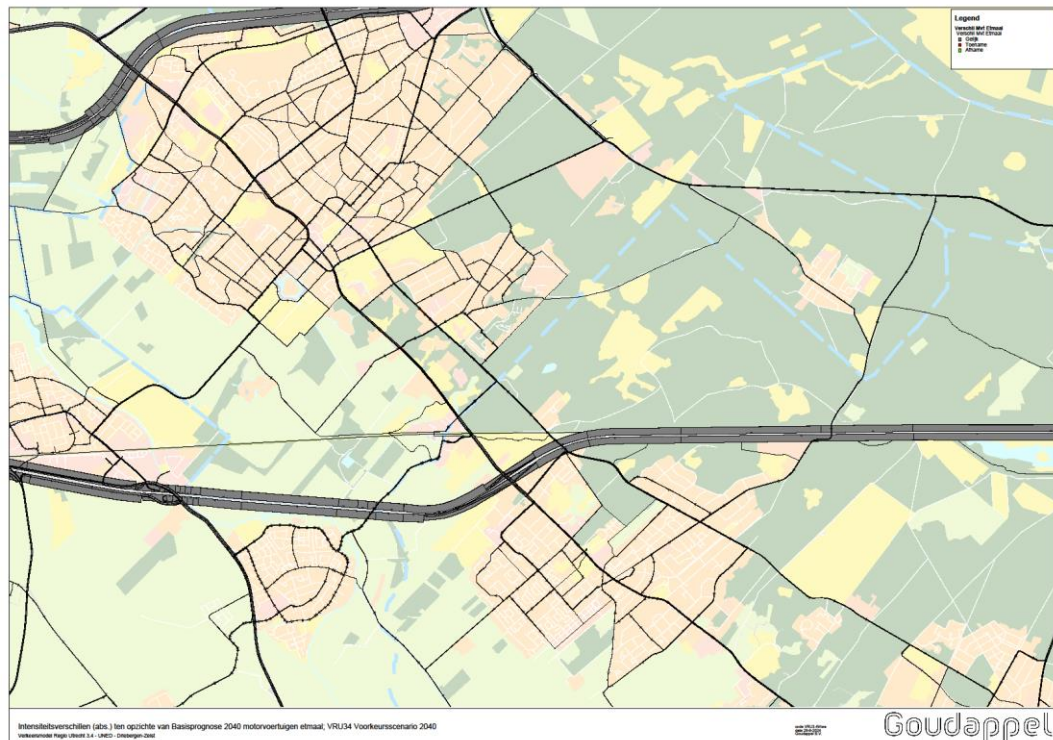 Legend
Verschil Mvt Etmaal
Verschil Mvt Etmaal
Gelijk
Toename
Afname
Intensiteitsverschillen (abs.) ten opzichte van Basisprognose 2040 motorvoertuigen etmaal; VRU34 Voorkeursscenario 2040
Verkeersmodel Regio Utrecht 3.4 - UNED - Driebergen-Zeist
Goudappel B.V.
Goudappel